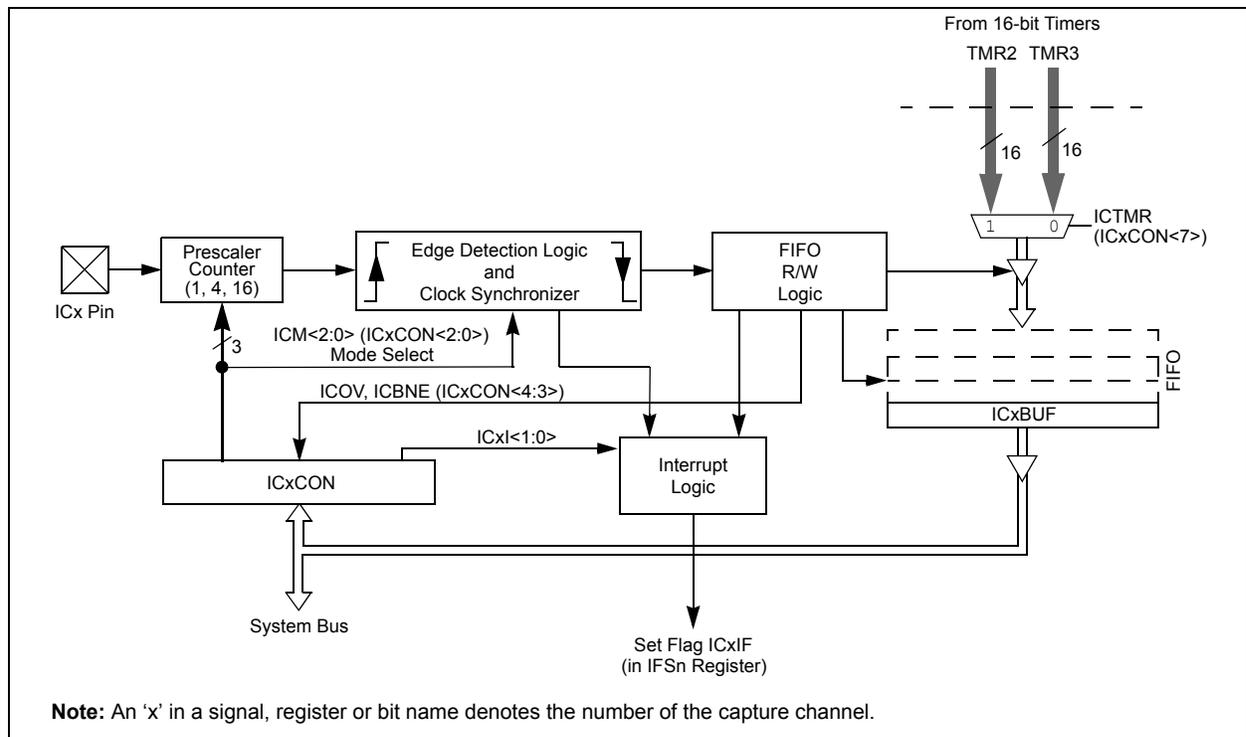 From 16-bit Timers
TMR2 TMR3
16
16
1
0
ICTMR
(ICxCON<7>)
ICx Pin
Prescaler
Counter
(1, 4, 16)
Edge Detection Logic
and
Clock Synchronizer
FIFO
R/W
Logic
3
ICM<2:0> (ICxCON<2:0>)
Mode Select
FIFO
ICOV, ICBNE (ICxCON<4:3>)
ICxBUF
ICxI<1:0>
Interrupt
Logic
ICxCON
System Bus
Set Flag ICxIF
(in IFSn Register)
Note: An ‘x’ in a signal, register or bit name denotes the number of the capture channel.